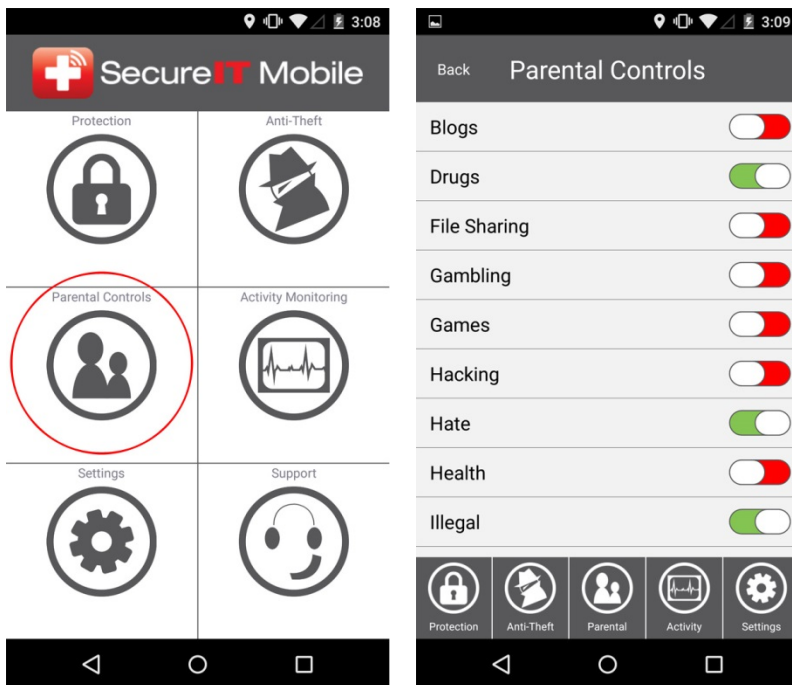 3:08
SecureIT Mobile
Protection
Anti-Theft
Parental Controls
Activity Monitoring
Settings
Support
3:09
Back
Parental Controls
Blogs
Drugs
File Sharing
Gambling
Games
Hacking
Hate
Health
Illegal
Protection
Anti-Theft
Parental
Activity
Settings